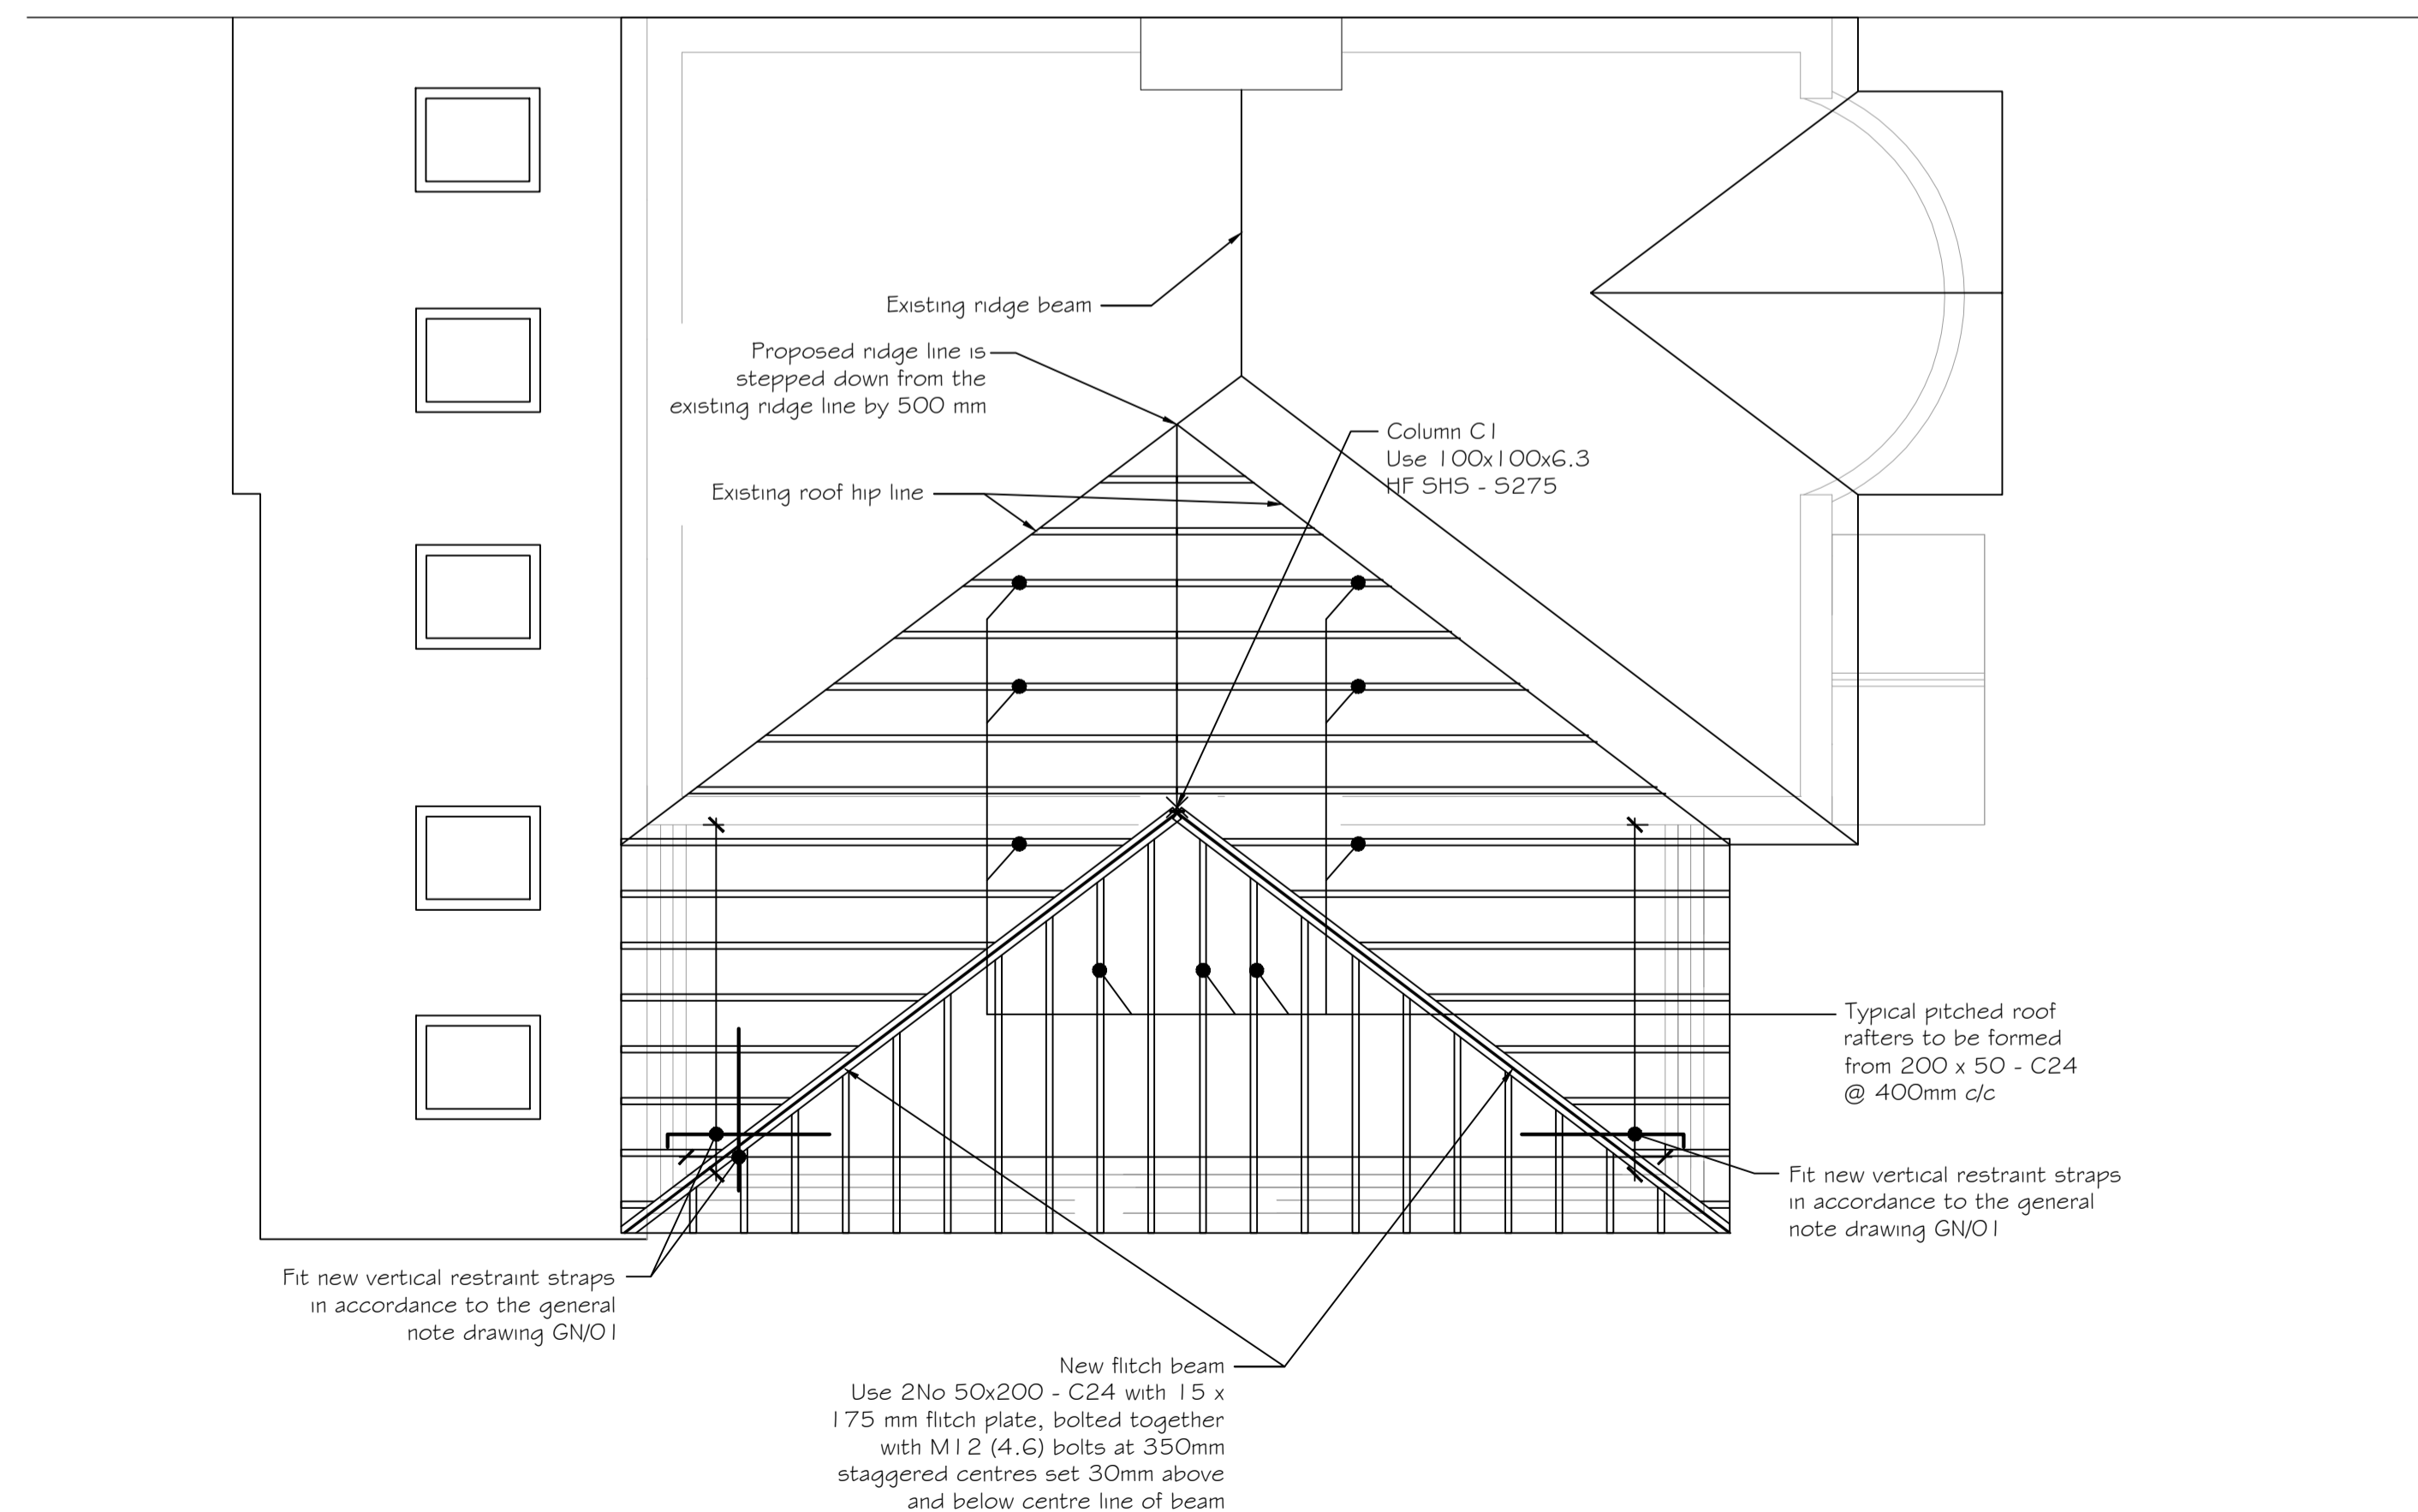 Existing ridge beam
Proposed ridge line is
stepped down from the
existing ridge line by 500 mm
Column C1
Use 100x100x6.3
HF SHS - S275
Existing roof hip line
Typical pitched roof
rafters to be formed
from 200 x 50 - C24
@ 400mm c/c
Fit new vertical restraint straps
in accordance to the general
note drawing GN/01
Fit new vertical restraint straps
in accordance to the general
note drawing GN/01
New flitch beam
Use 2No 50x200 - C24 with 15 x
175 mm flitch plate, bolted together
with M12 (4.6) bolts at 350mm
staggered centres set 30mm above
and below centre line of beam